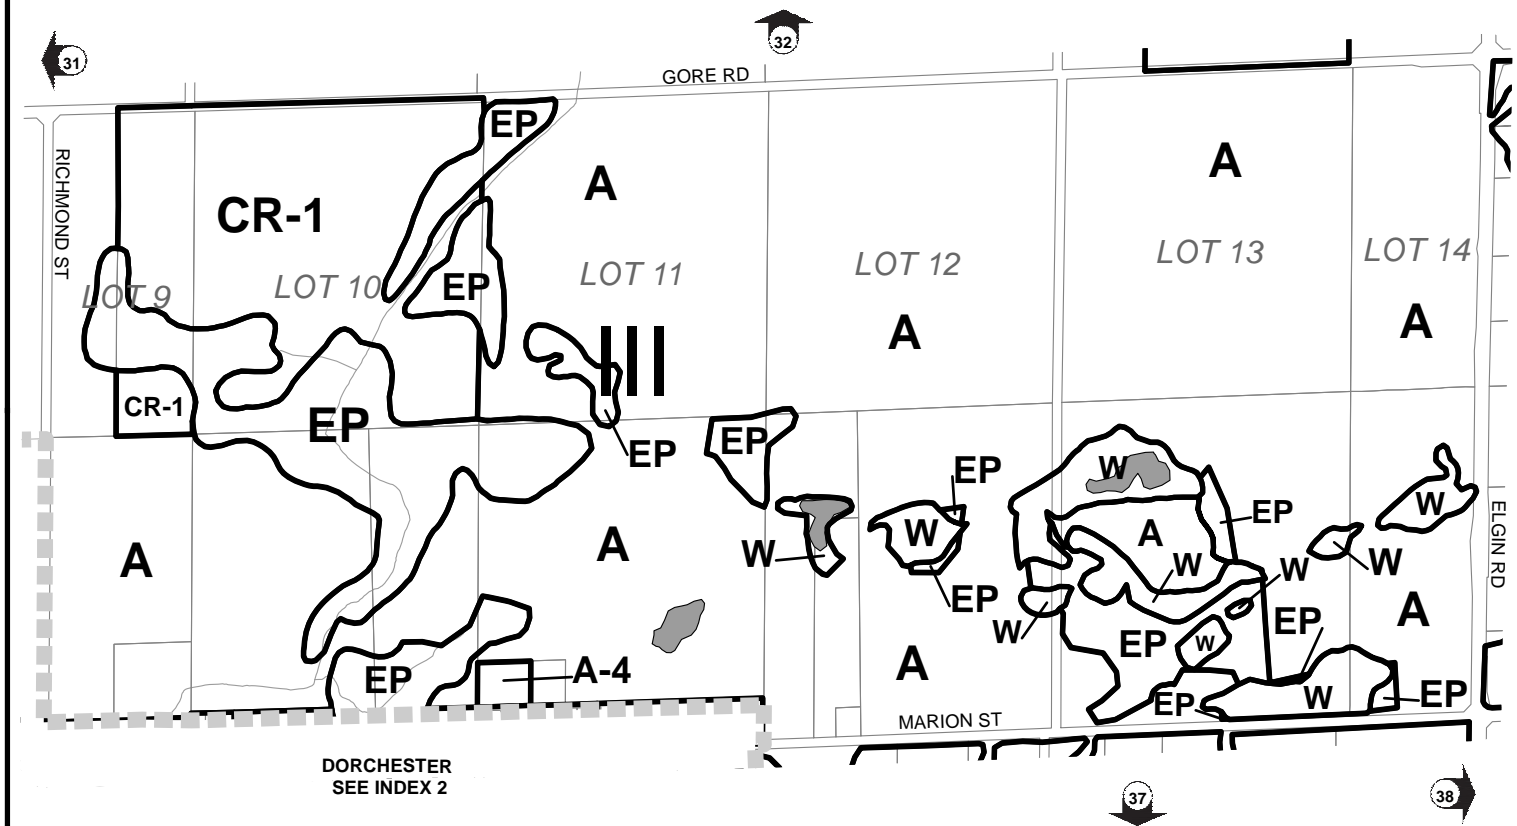 31
32
GORE RD
EP
RICHMOND ST
A
A
CR-1
LOT 9
LOT 10
EP
LOT 11
LOT 12
LOT 13
LOT 14
A
A
III
CR-1
EP
EP
EP
W
EP
W
W
EP
ELGIN RD
A
A
W
A
W
W
W
W
EP
EP
A
W
EP
W
EP
A
EP
A-4
W
EP
EP
MARION ST
DORCHESTER
SEE INDEX 2
37
38